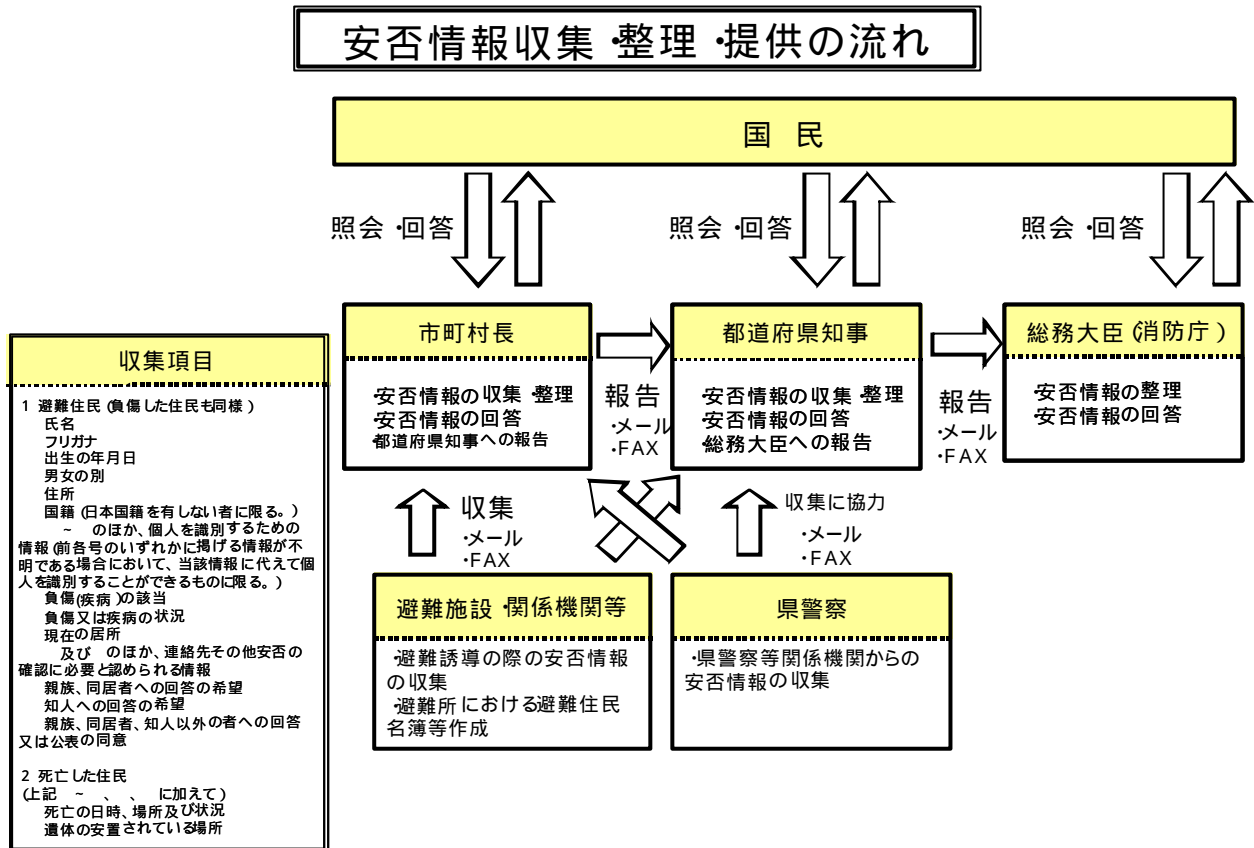 安否情報収集・整理・提供の流れ
国 民
照会・回答
照会・回答
照会・回答
市町村長
・安否情報の収集・整理
・安否情報の回答
・都道府県知事への報告
報告
・メール
・FAX
都道府県知事
・安否情報の収集・整理
・安否情報の回答
・総務大臣への報告
報告
・メール
・FAX
総務大臣(消防庁)
・安否情報の整理
・安否情報の回答
収集項目
1 避難住民(負傷した住民も同様)
氏名
フリガナ
出生の年月日
男女の別
住所
国籍(日本国籍を有しない者に限る。)
~ のほか、個人を識別するための
情報(前各号のいずれかに掲げる情報が不
明である場合において、当該情報に代えて個
人を識別することができるものに限る。)
負傷(疾病)の該当
負傷又は疾病の状況
現在の居所
及び のほか、連絡先その他安否の
確認に必要と認められる情報
親族、同居者への回答の希望
知人への回答の希望
親族、同居者、知人以外の者への回答
又は公表の同意
2 死亡した住民
(上記 ~ 、 、 に加えて)
死亡の日時、場所及び状況
遺体の安置されている場所
収集
・メール
・FAX
収集に協力
・メール
・FAX
避難施設・関係機関等
・避難誘導の際の安否情報
の収集
・避難所における避難住民
名簿等作成
県警察
・県警察等関係機関からの
安否情報の収集